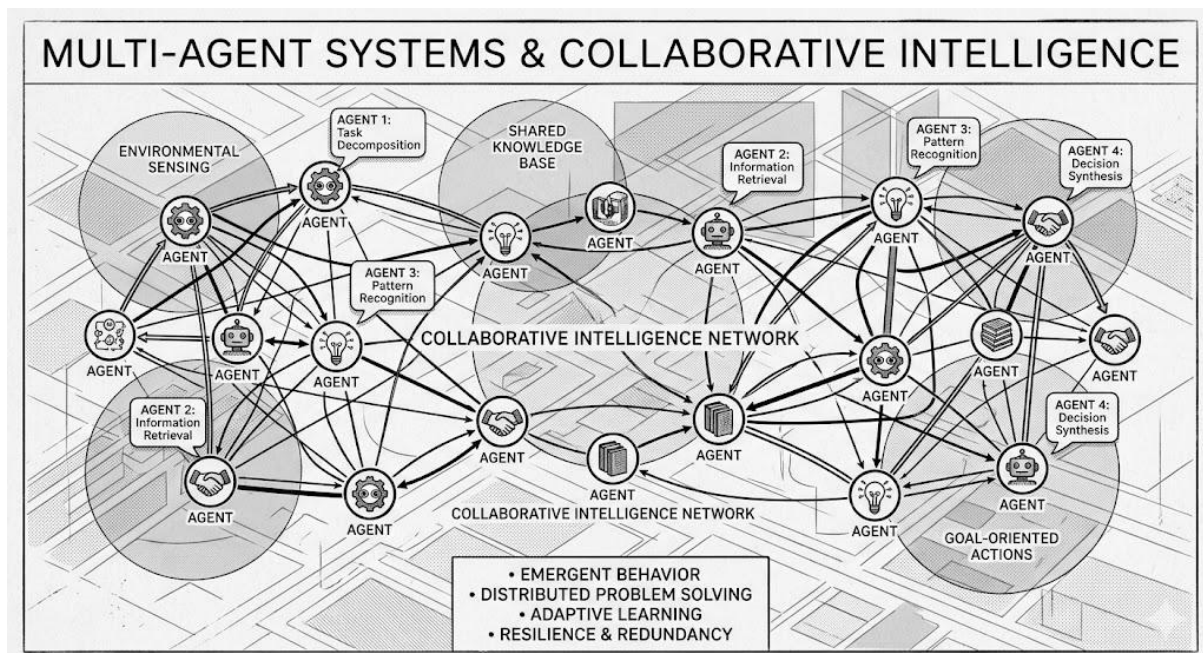 MULTI-AGENT SYSTEMS & COLLABORATIVE INTELLIGENCE
ENVIRONMENTAL
SENSING
AGENT 1:
Task
Decomposition
SHARED
KNOWLEDGE
BASE
AGENT 2:
Information
Retrieval
AGENT 3:
Pattern
Recognition
AGENT 4:
Decision
Synthesis
AGENT
AGENT
AGENT
AGENT
AGENT
AGENT
AGENT
AGENT 3:
Pattern
Recognition
COLLABORATIVE INTELLIGENCE NETWORK
AGENT
AGENT
AGENT
AGENT
AGENT
AGENT
AGENT 2:
Information
Retrieval
AGENT 4:
Decision
Synthesis
AGENT
AGENT
AGENT
AGENT
AGENT
AGENT
AGENT
COLLABORATIVE INTELLIGENCE NETWORK
GOAL-ORIENTED
ACTIONS
• EMERGENT BEHAVIOR
• DISTRIBUTED PROBLEM SOLVING
• ADAPTIVE LEARNING
• RESILIENCE & REDUNDANCY